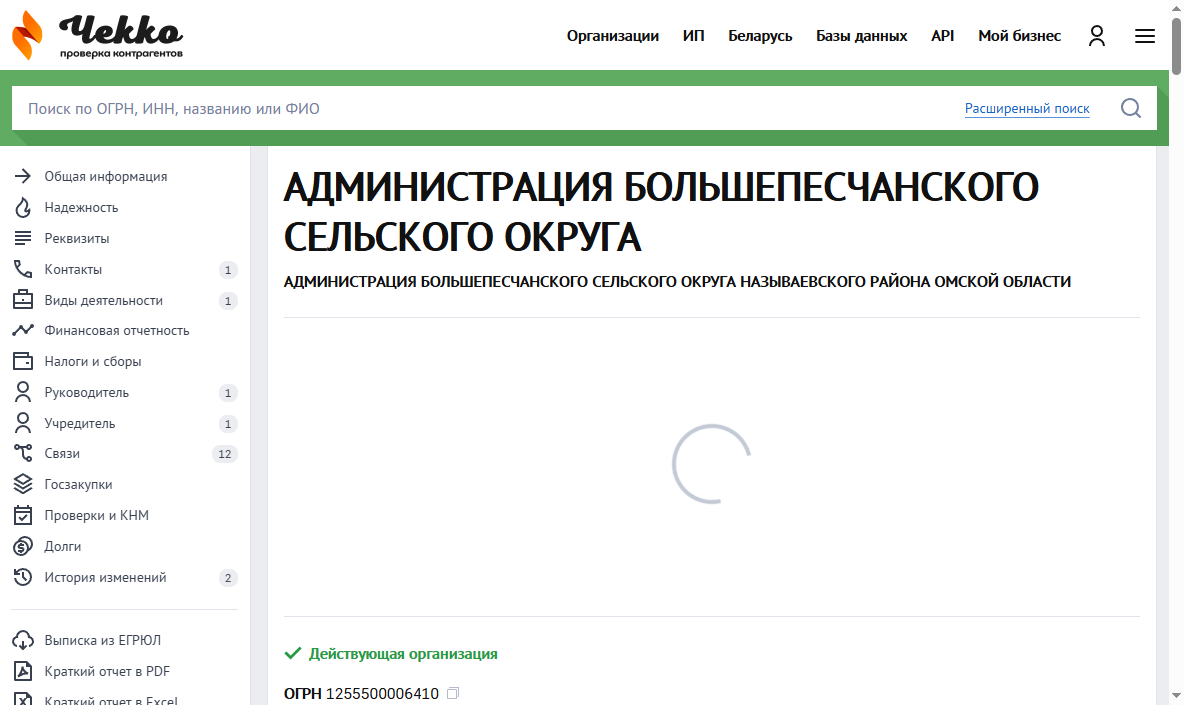 Чекко
проверка контрагентов
Организации ИП Беларусь Базы данных API Мой бизнес
Поиск по ОГРН, ИНН, названию или ФИО Расширенный поиск
Общая информация
Надежность
Реквизиты
Контакты 1
Виды деятельности 1
Финансовая отчетность
Налоги и сборы
Руководитель 1
Учредитель 1
Связи 12
Госзакупки
Проверки и КНМ
Долги
История изменений 2
Выписка из ЕГРЮЛ
Краткий отчет в PDF
Краткий отчет в Excel
АДМИНИСТРАЦИЯ БОЛЬШЕПЕСЧАНСКОГО
СЕЛЬСКОГО ОКРУГА
АДМИНИСТРАЦИЯ БОЛЬШЕПЕСЧАНСКОГО СЕЛЬСКОГО ОКРУГА НАЗЫВАЕВСКОГО РАЙОНА ОМСКОЙ ОБЛАСТИ
Действующая организация
ОГРН 1255500006410